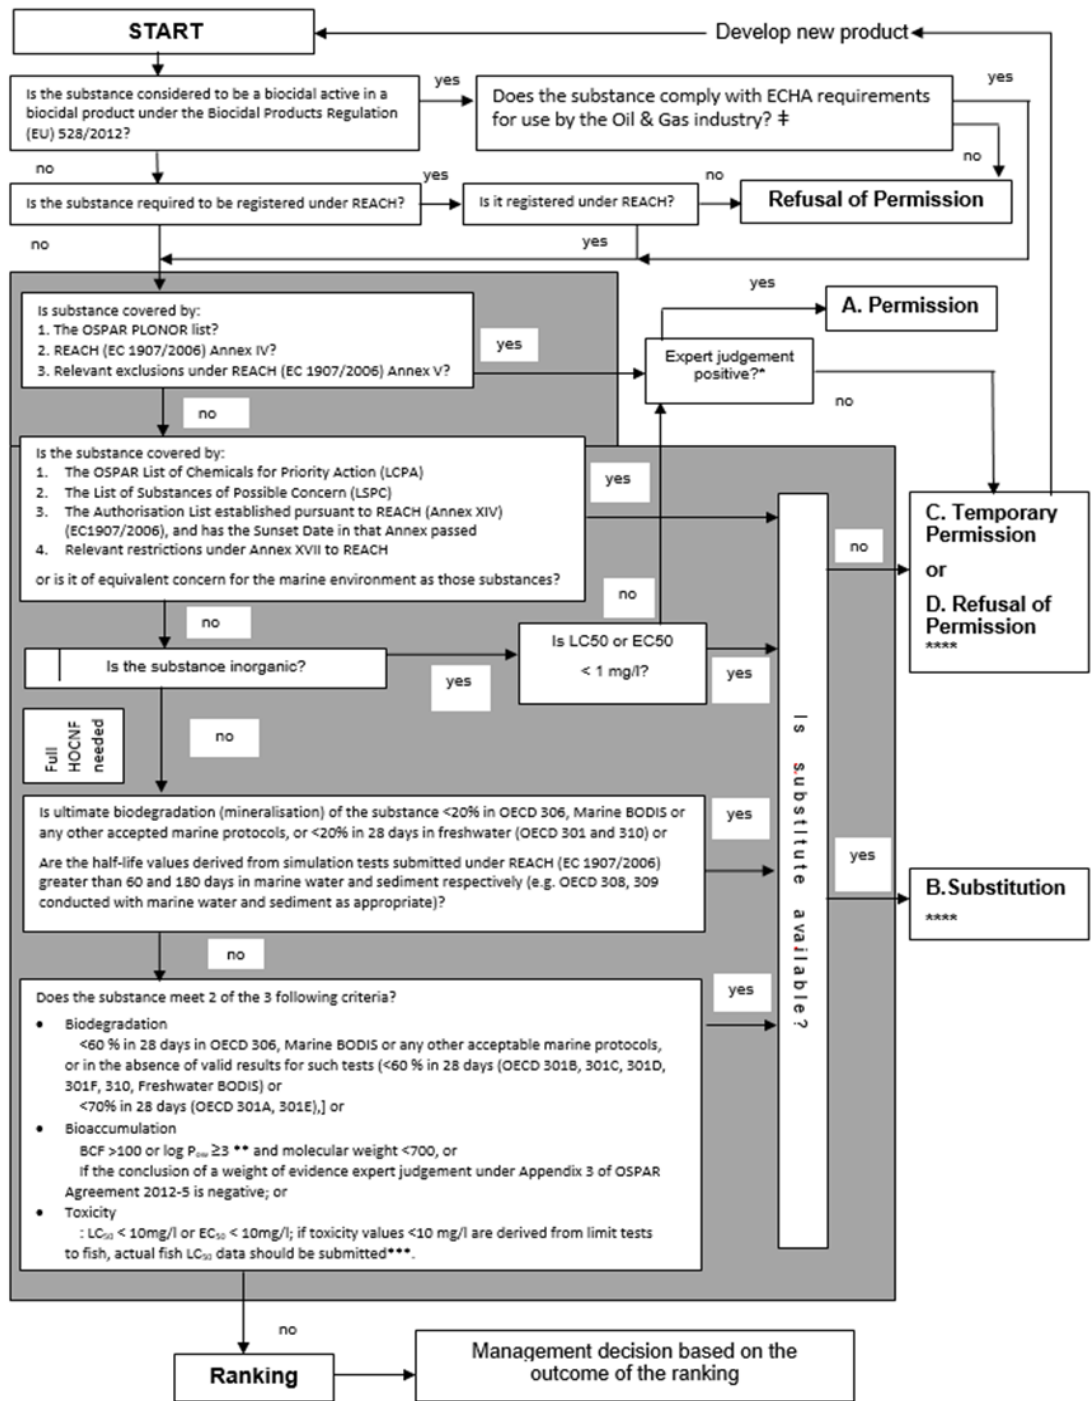 START
Develop new product
Is the substance considered to be a biocidal active in a
biocidal product under the Biocidal Products Regulation
(EU) 528/2012?
yes
Does the substance comply with ECHA requirements
for use by the Oil & Gas industry? ǂ
yes
no
no
Is the substance required to be registered under REACH?
yes
Is it registered under REACH?
no
Refusal of Permission
no
yes
Is substance covered by:
1. The OSPAR PLONOR list?
2. REACH (EC 1907/2006) Annex IV?
3. Relevant exclusions under REACH (EC 1907/2006) Annex V?
yes
Expert judgement
positive?*
yes
A. Permission
no
no
Is the substance covered by:
1. The OSPAR List of Chemicals for Priority Action (LCPA)
2. The List of Substances of Possible Concern (LSPC)
3. The Authorisation List established pursuant to REACH (Annex XIV)
(EC1907/2006), and has the Sunset Date in that Annex passed
4. Relevant restrictions under Annex XVII to REACH
or is it of equivalent concern for the marine environment as those substances?
yes
no
C. Temporary
Permission
or
D. Refusal of
Permission
****
no
no
Is the substance inorganic?
yes
Is LC50 or EC50
< 1 mg/l?
yes
Full
HOCNF
needed
no
Is substitute available?
Is ultimate biodegradation (mineralisation) of the substance <20% in OECD 306, Marine BODIS or
any other accepted marine protocols, or <20% in 28 days in freshwater (OECD 301 and 310) or
Are the half-life values derived from simulation tests submitted under REACH (EC 1907/2006)
greater than 60 and 180 days in marine water and sediment respectively (e.g. OECD 308, 309
conducted with marine water and sediment as appropriate)?
yes
yes
B.Substitution
****
no
Does the substance meet 2 of the 3 following criteria?
• Biodegradation
<60 % in 28 days in OECD 306, Marine BODIS or any other acceptable marine protocols,
or in the absence of valid results for such tests (<60 % in 28 days (OECD 301B, 301C, 301D,
301F, 310, Freshwater BODIS) or
<70% in 28 days (OECD 301A, 301E),] or
• Bioaccumulation
BCF >100 or log Pow ≥3 ** and molecular weight <700, or
If the conclusion of a weight of evidence expert judgement under Appendix 3 of OSPAR
Agreement 2012-5 is negative; or
• Toxicity
: LC50 < 10mg/l or EC50 < 10mg/l; if toxicity values <10 mg/l are derived from limit tests
to fish, actual fish LC50 data should be submitted***.
yes
no
Ranking
Management decision based on the
outcome of the ranking